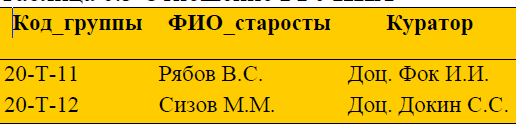 Код_группы ФИО_старосты Куратор
20-Т-11 Рябов В.С. Доц. Фок И.И.
20-Т-12 Сизов М.М. Доц. Докин С.С.